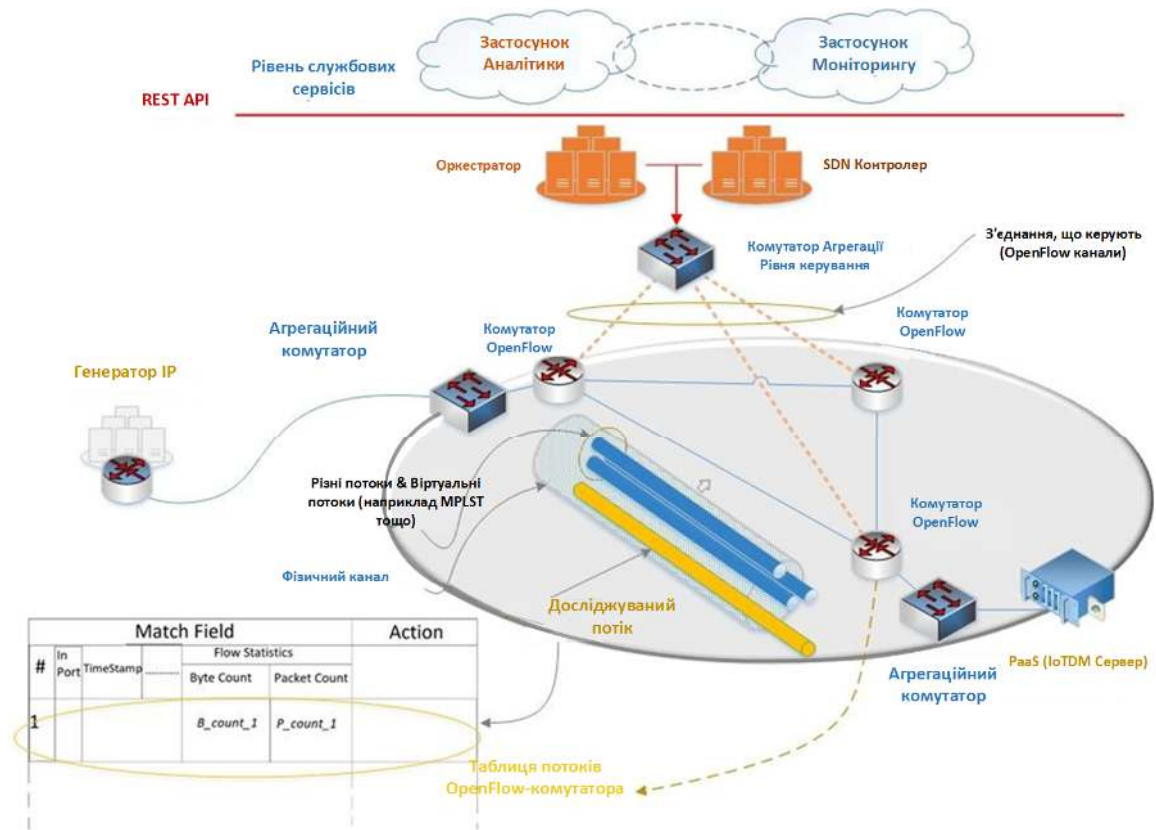 Застосунок
Аналітики
Застосунок
Моніторингу
Рівень службових
сервісів
REST API
Оркестратор
SDN Контролер
Комутатор Агрегації
Рівня керування
З'єднання, що керують
(OpenFlow канали)
Агрегаційний
комутатор
Комутатор
OpenFlow
Комутатор
OpenFlow
Генератор IP
Різні потоки & Віртуальні
потоки (наприклад MPLST
тощо)
Комутатор
OpenFlow
Фізичний канал
Досліджуваний
потік
PaaS (IoTDM Сервер)
Агрегаційний
комутатор
Match Field
Action
#
In
Port
TimeStamp
..........
Flow Statistics
Byte Count
Packet Count
1
B_count_1
P_count_1
Таблиця потоків
OpenFlow-комутатора